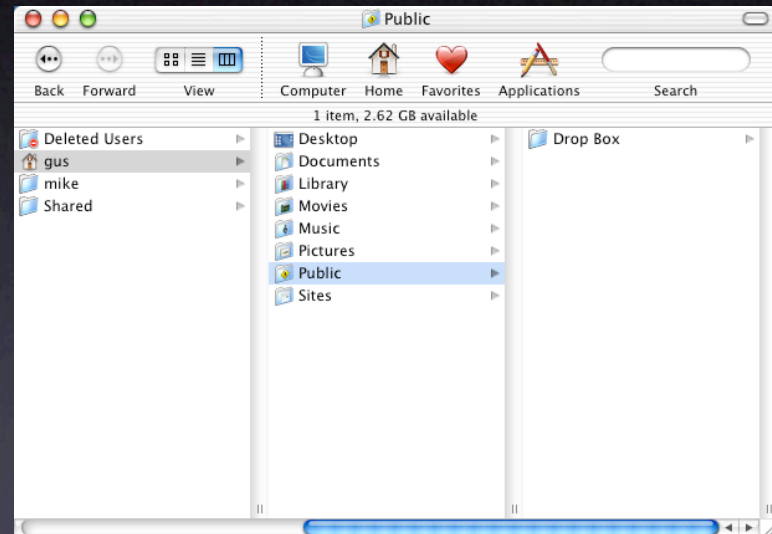 Public
Back Forward View Computer Home Favorites Applications Search
1 item, 2.62 GB available
Deleted Users
gus
mike
Shared
Desktop
Documents
Library
Movies
Music
Pictures
Public
Sites
Drop Box